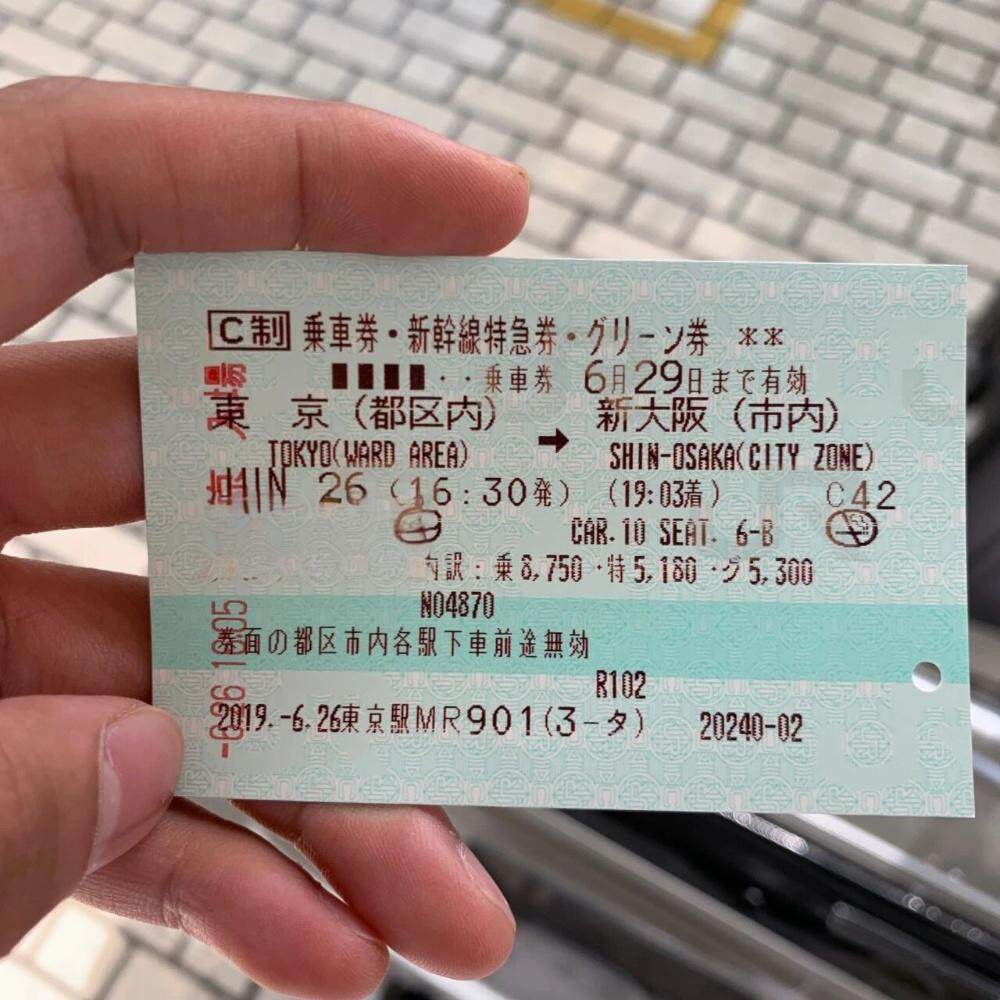 C制 乗車券・新幹線特急券・グリーン券 **
・・乗車券 6月29日まで有効
東 京(都区内) → 新大阪(市内)
TOKYO(WARD AREA) SHIN-OSAKA(CITY ZONE)
26 (16:30発) (19:03着) C42
CAR.10 SEAT. 6-B
内訳:乗8,750・特5,180・グ5,300
N04870
券面の都区市内各駅下車前途無効
R102
2019.-6.26東京駅MR901(3-タ) 20240-02